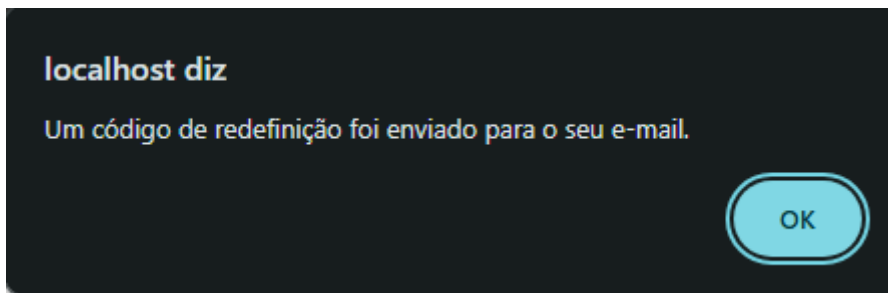 localhost diz
Um código de redefinição foi enviado para o seu e-mail.
OK